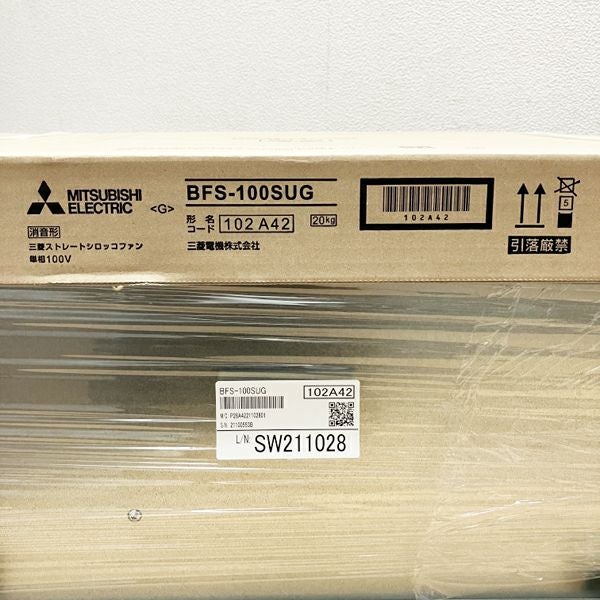 MITSUBISHI
ELECTRIC
<G>
BFS-100SUG
形名
コード
102A42
20kg
三菱電機株式会社
消音形
三菱ストレートシロッコファン
単相100V
102A42
5
引落厳禁
BFS-100SUG
102A42
S/N
L/N:
SW211028